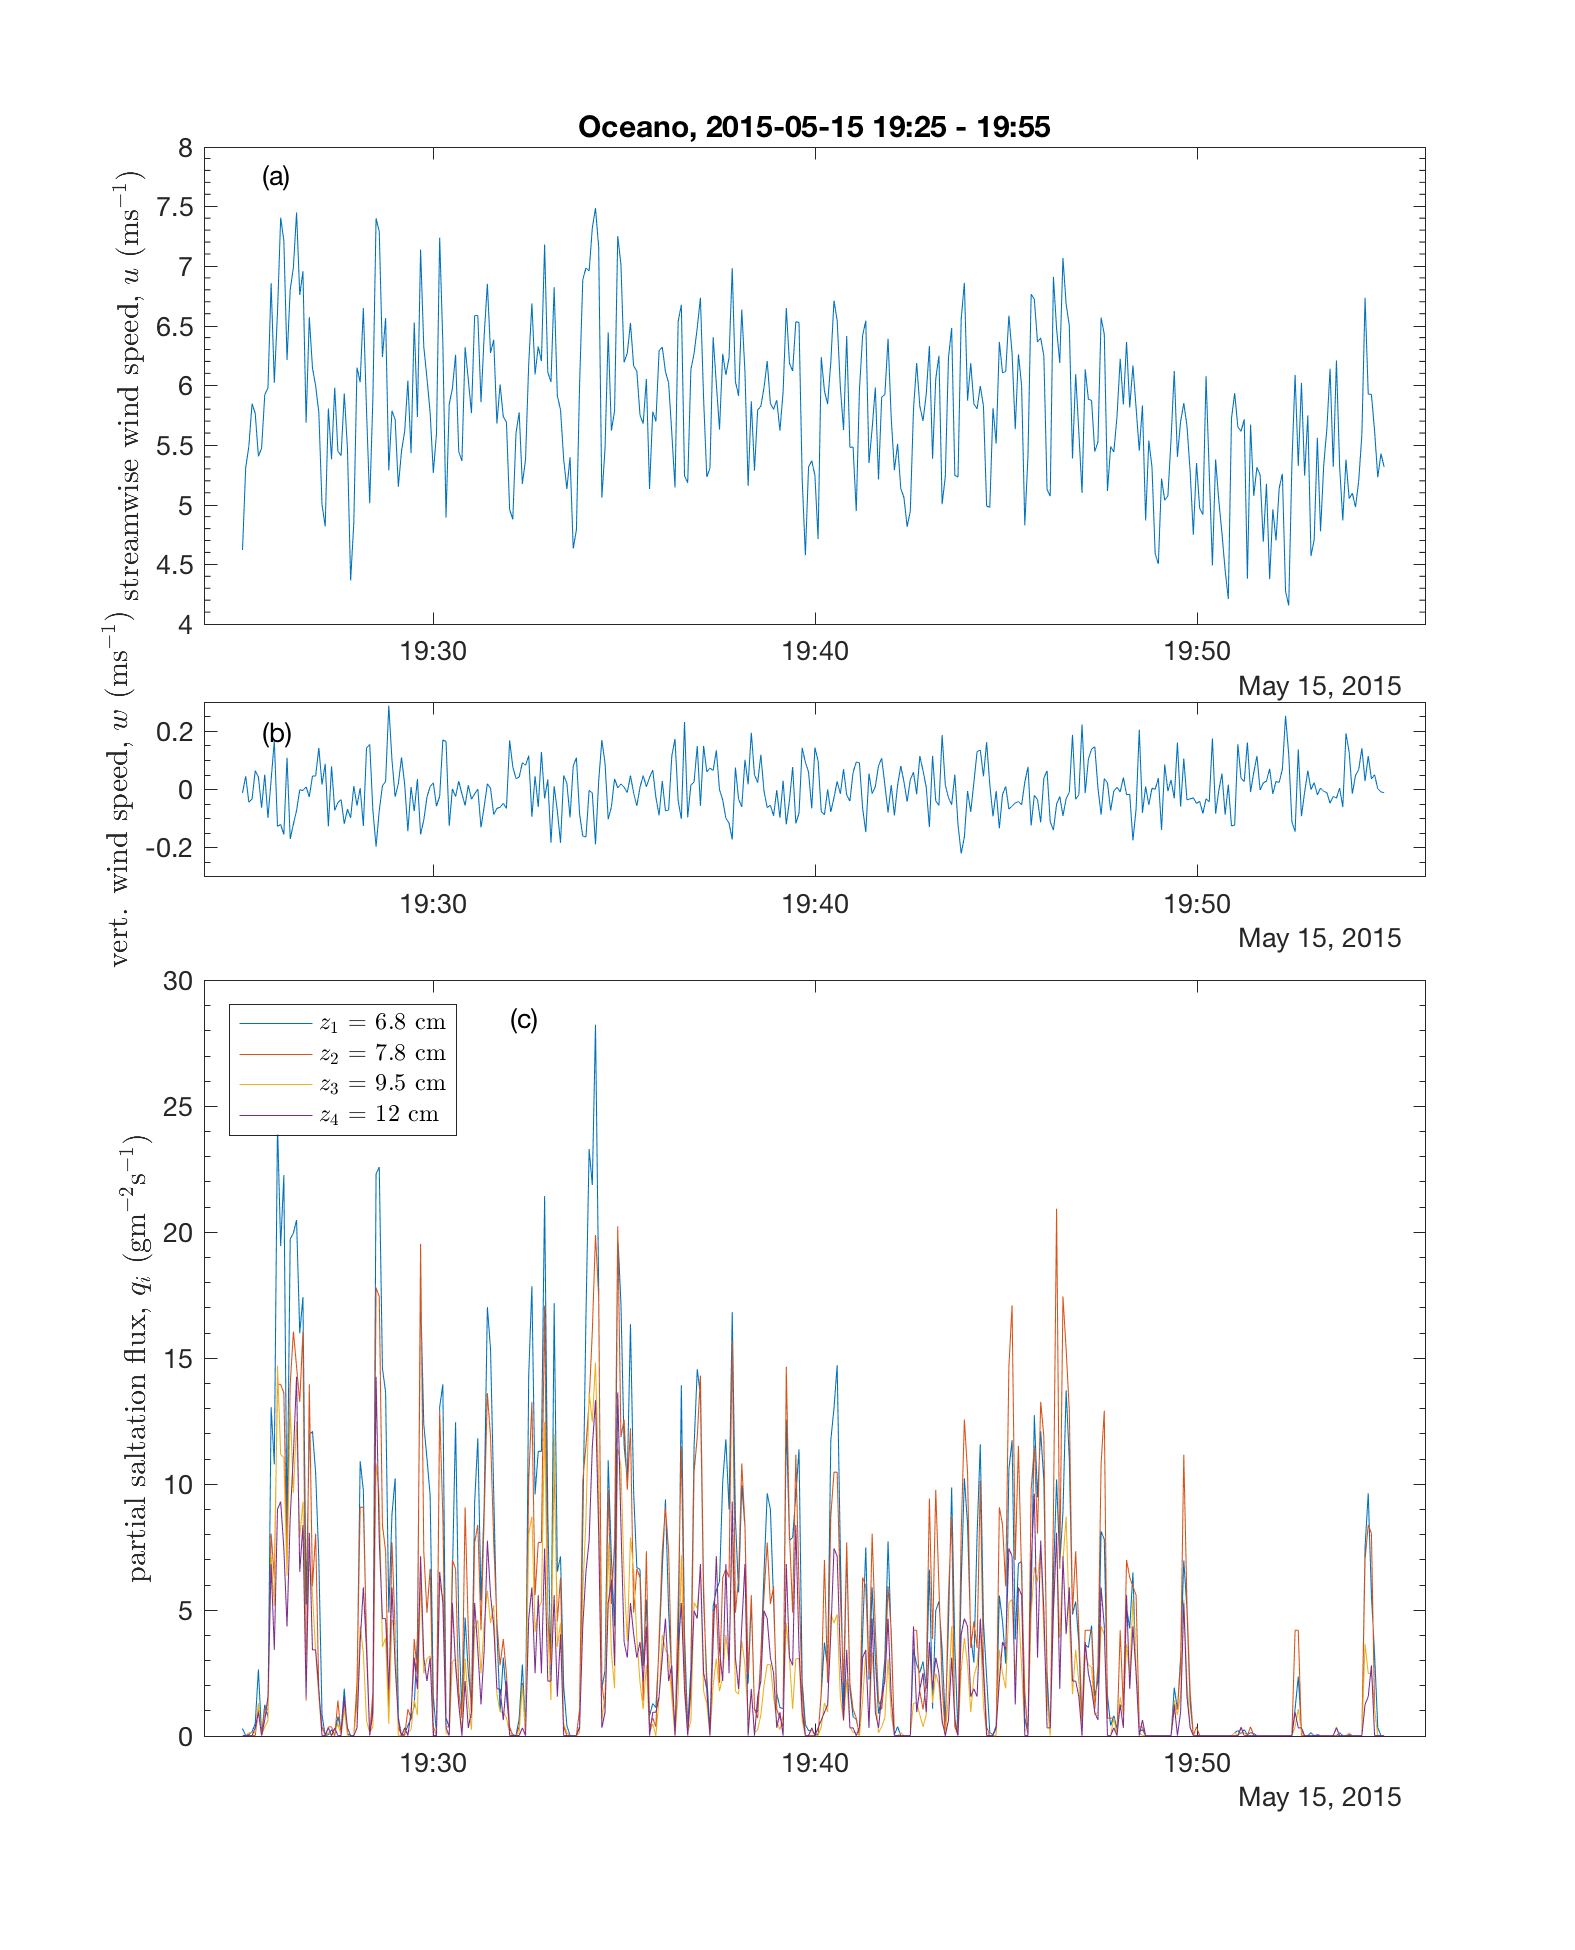 Oceano, 2015-05-15 19:25 - 19:55
(a)
streamwise wind speed, u (ms⁻¹)
8
7.5
7
6.5
6
5.5
5
4.5
4
19:30 19:40 19:50
May 15, 2015
(b)
vert. wind speed, w (ms⁻¹)
0.2
0
-0.2
19:30 19:40 19:50
May 15, 2015
(c)
partial saltation flux, qᵢ (gm⁻²s⁻¹)
30
25
20
15
10
5
0
z₁ = 6.8 cm
z₂ = 7.8 cm
z₃ = 9.5 cm
z₄ = 12 cm
19:30 19:40 19:50
May 15, 2015